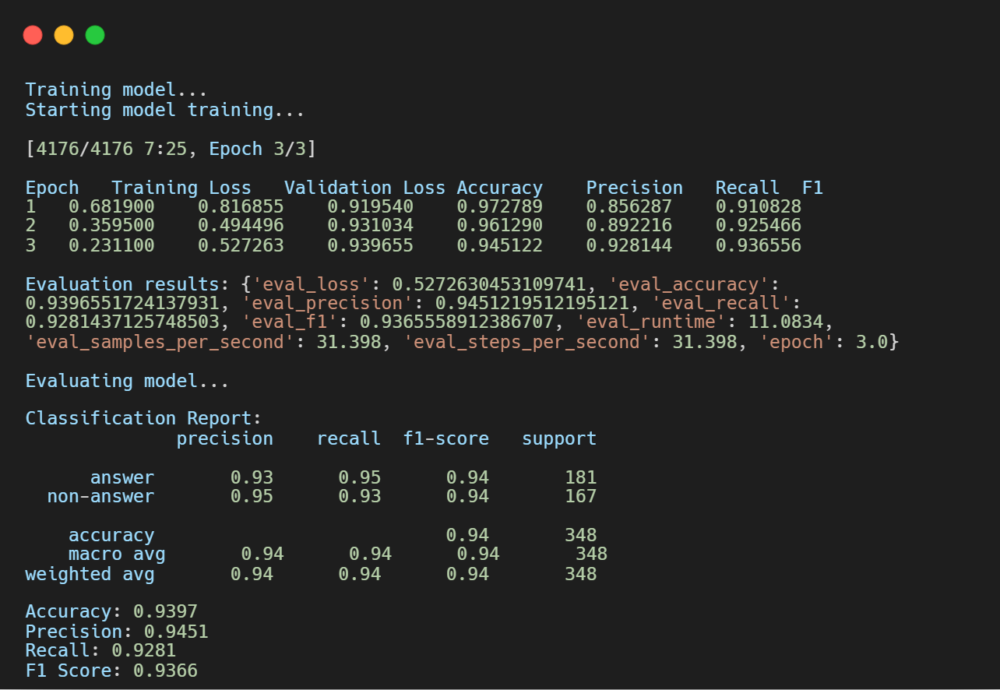 Training model...
Starting model training...
[4176/4176 7:25, Epoch 3/3]
Epoch   Training Loss   Validation Loss Accuracy    Precision   Recall  F1
1   0.681900    0.816855    0.919540    0.972789    0.856287    0.910828
2   0.359500    0.494496    0.931034    0.961290    0.892216    0.925466
3   0.231100    0.527263    0.939655    0.945122    0.928144    0.936556
Evaluation results: {'eval_loss': 0.5272630453109741, 'eval_accuracy':
0.9396551724137931, 'eval_precision': 0.9451219512195121, 'eval_recall':
0.9281437125748503, 'eval_f1': 0.9365558912386707, 'eval_runtime': 11.0834,
'eval_samples_per_second': 31.398, 'eval_steps_per_second': 31.398, 'epoch': 3.0}
Evaluating model...
Classification Report:
              precision    recall  f1-score   support
      answer       0.93      0.95      0.94       181
  non-answer       0.95      0.93      0.94       167
    accuracy                           0.94       348
    macro avg       0.94      0.94      0.94       348
weighted avg       0.94      0.94      0.94       348
Accuracy: 0.9397
Precision: 0.9451
Recall: 0.9281
F1 Score: 0.9366